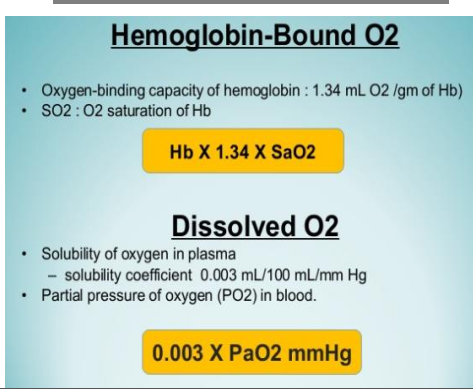 Hemoglobin-Bound O2
• Oxygen-binding capacity of hemoglobin : 1.34 mL O2 /gm of Hb)
• SO2 : O2 saturation of Hb
Hb X 1.34 X SaO2
Dissolved O2
• Solubility of oxygen in plasma
– solubility coefficient 0.003 mL/100 mL/mm Hg
• Partial pressure of oxygen (PO2) in blood.
0.003 X PaO2 mmHg